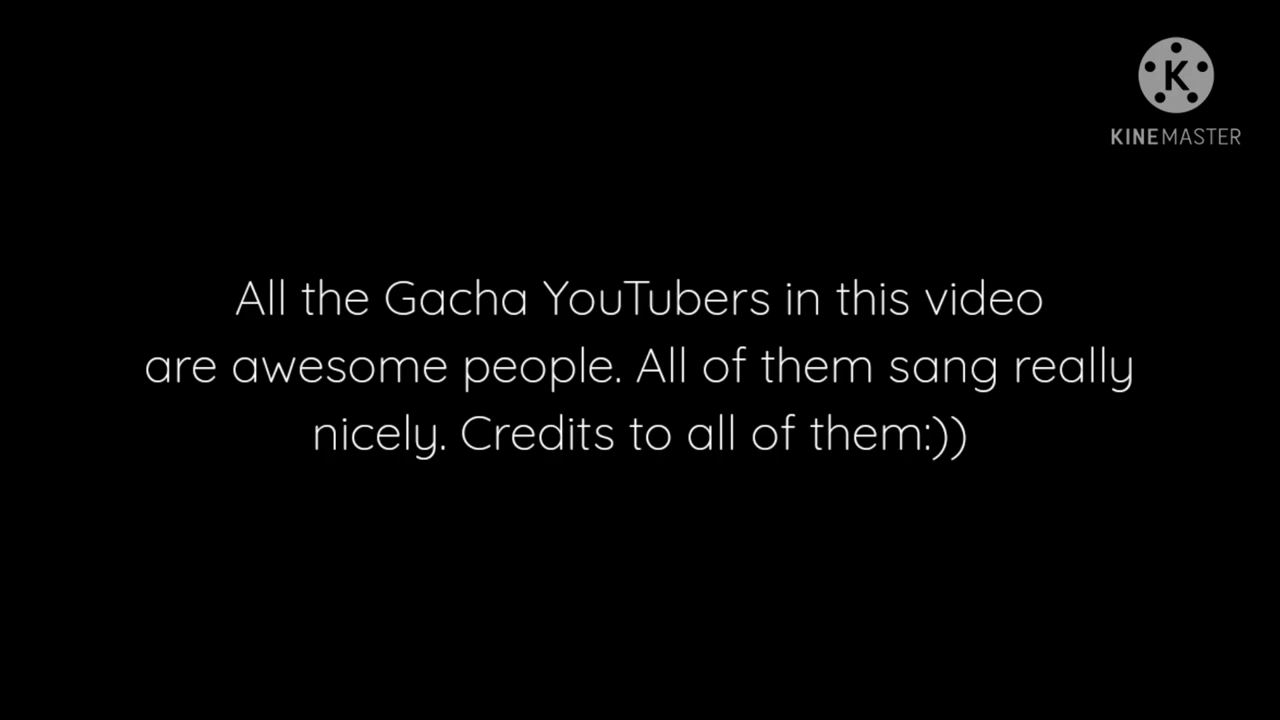 K
KINEMASTER
All the Gacha YouTubers in this video
are awesome people. All of them sang really
nicely. Credits to all of them:))